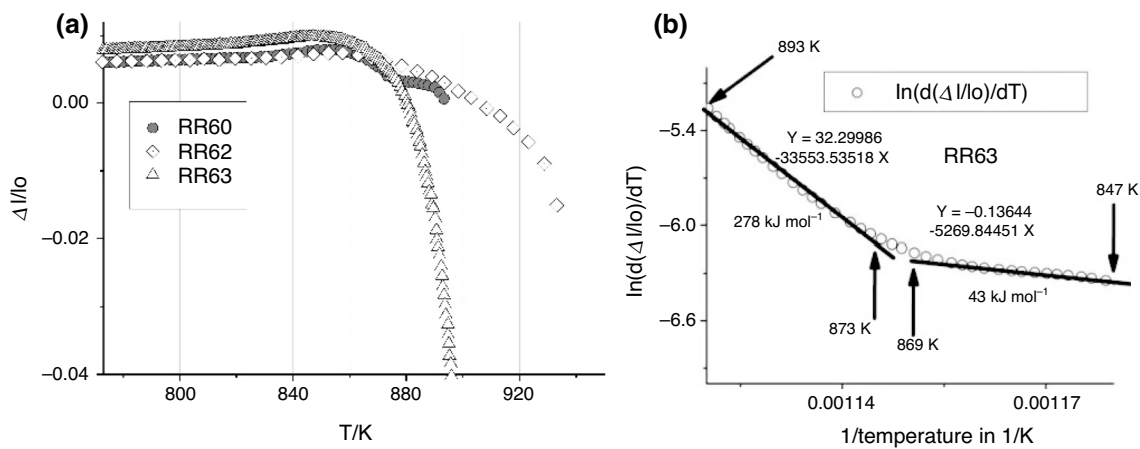 (a)
0.00
−0.02
−0.04
Δl/lo
RR60
RR62
RR63
800
840
880
920
T/K
(b)
893 K
ln(d(Δl/lo)/dT)
−5.4
−6.0
−6.6
ln(d(Δl/lo)/dT)
Y = 32.29986
-33553.53518 X
RR63
847 K
278 kJ mol⁻¹
Y = −0.13644
-5269.84451 X
43 kJ mol⁻¹
873 K
869 K
0.00114
0.00117
1/temperature in 1/K